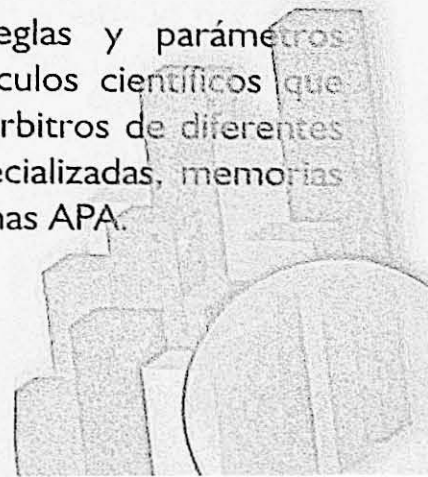 eglas y parámetros
culos científicos que
rbitros de diferentes
ecializadas, memorias
nas APA.